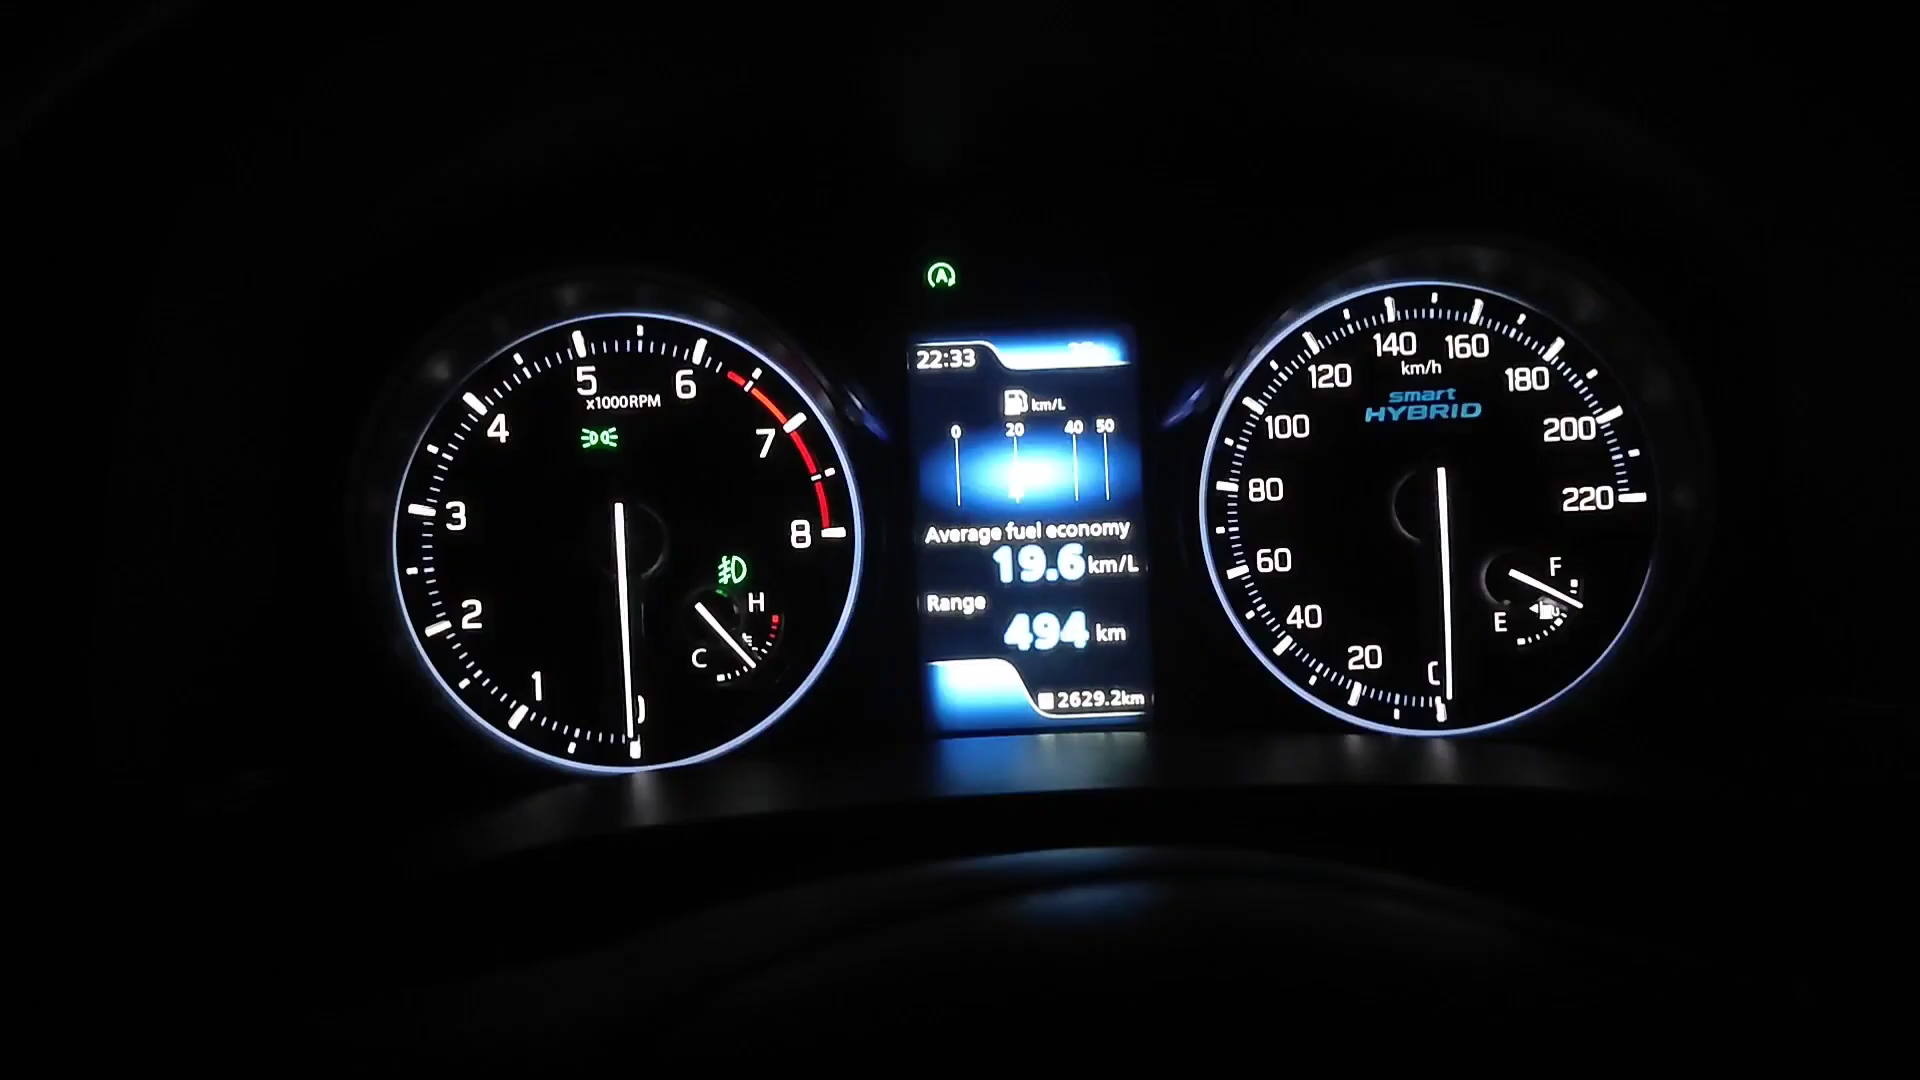 5
6
x1000RPM
4
7
3
8
2
H
C
1
22:33
km/L
0 20 40 50
Average fuel economy
19.6 km/L
Range
494 km
2629.2km
140 160
km/h
120
180
smart
HYBRID
100
200
80
220
60
F
40
E
20
A